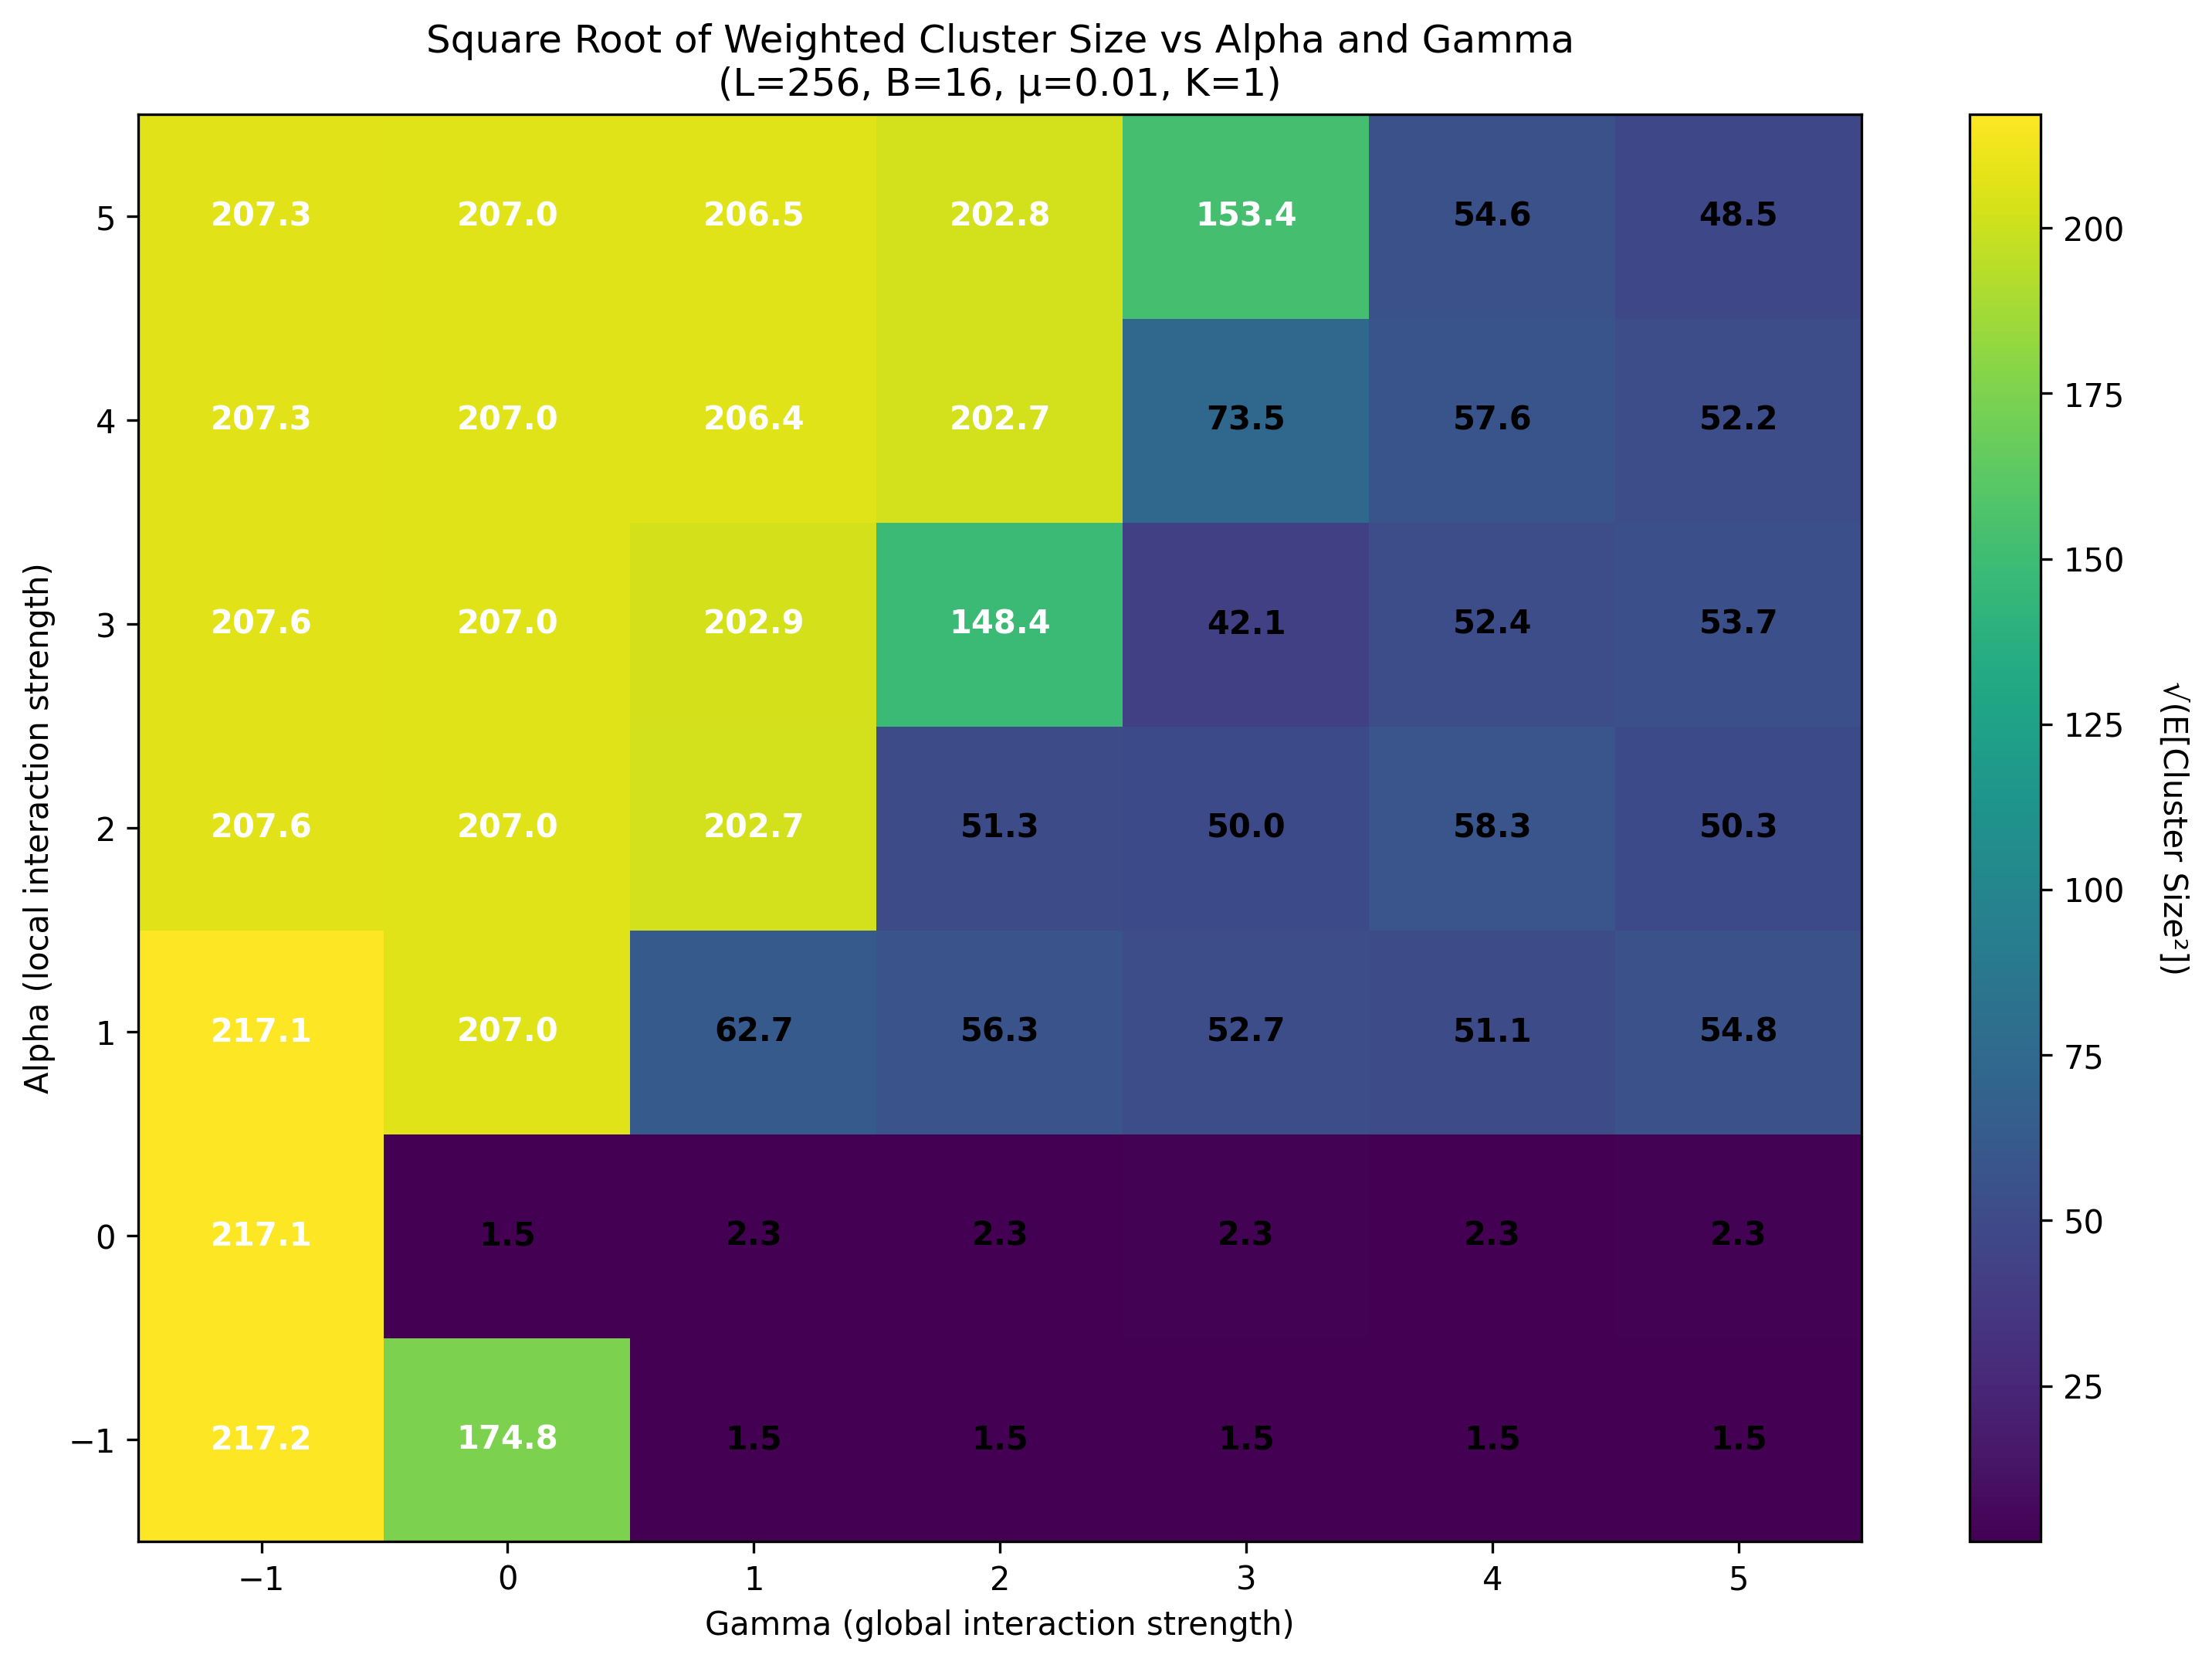 Square Root of Weighted Cluster Size vs Alpha and Gamma
(L=256, B=16, μ=0.01, K=1)
Alpha (local interaction strength)
5 207.3 207.0 206.5 202.8 153.4 54.6 48.5
4 207.3 207.0 206.4 202.7 73.5 57.6 52.2
3 207.6 207.0 202.9 148.4 42.1 52.4 53.7
2 207.6 207.0 202.7 51.3 50.0 58.3 50.3
1 217.1 207.0 62.7 56.3 52.7 51.1 54.8
0 217.1 1.5 2.3 2.3 2.3 2.3 2.3
−1 217.2 174.8 1.5 1.5 1.5 1.5 1.5
−1 0 1 2 3 4 5
Gamma (global interaction strength)
200
175
150
125
100
75
50
25
√(E[Cluster Size²])